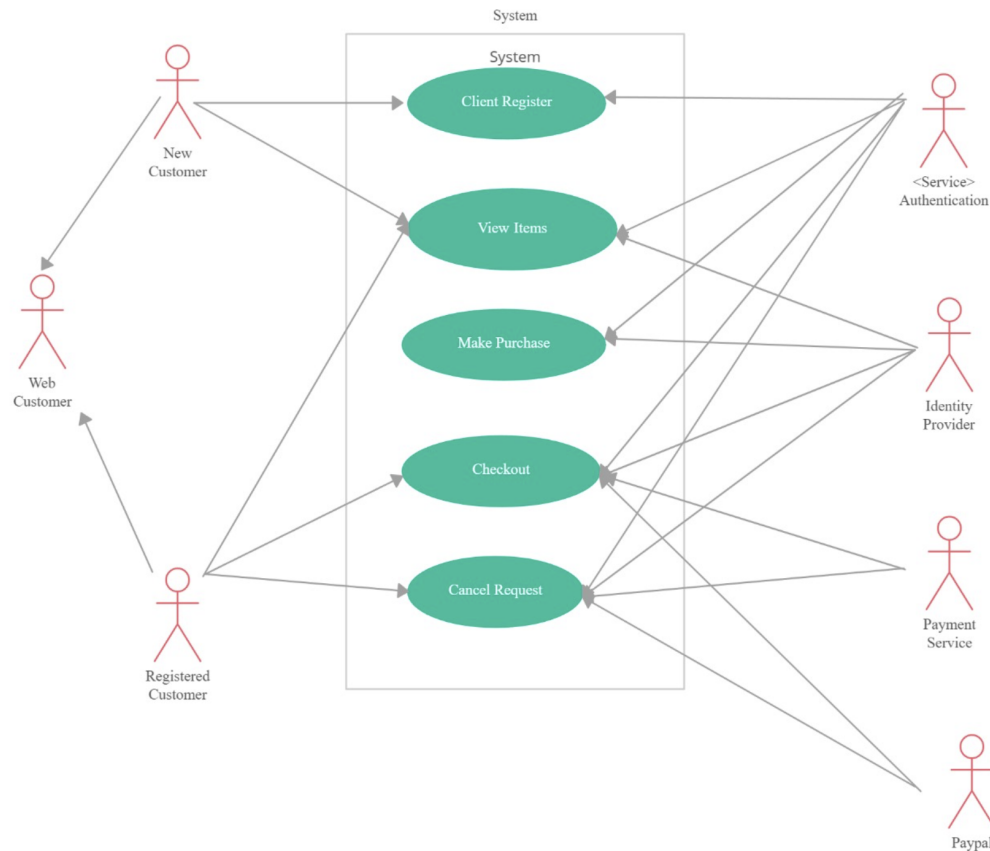 System
System
Client Register
New
Customer
<Service>
Authentication
View Items
Make Purchase
Web
Customer
Identity
Provider
Checkout
Cancel Request
Payment
Service
Registered
Customer
Paypal